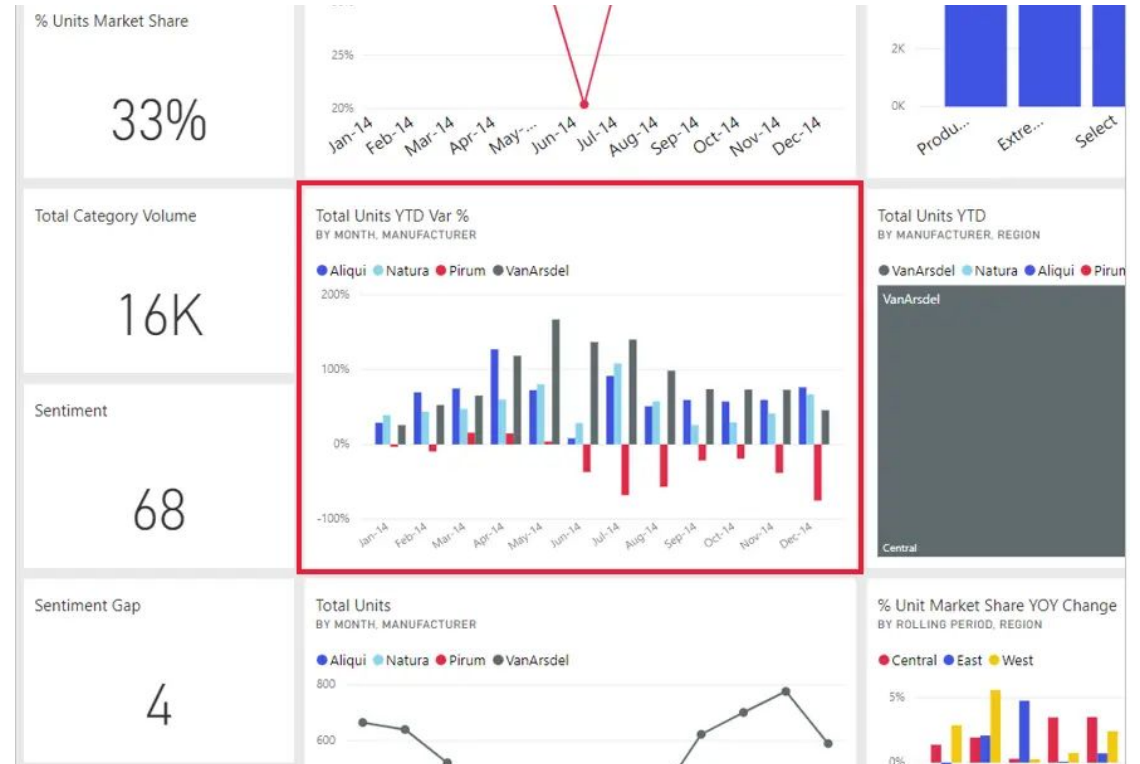 % Units Market Share
33%
30%
25%
20%
Jan-14 Feb-14 Mar-14 Apr-14 May-... Jun-14 Jul-14 Aug-14 Sep-14 Oct-14 Nov-14 Dec-14
2K
0K
Produ... Extre... Select
Total Category Volume
16K
Sentiment
68
Sentiment Gap
4
Total Units YTD Var %
BY MONTH, MANUFACTURER
Aliqui Natura Pirum VanArsdel
200%
100%
0%
-100%
Jan-14 Feb-14 Mar-14 Apr-14 May-14 Jun-14 Jul-14 Aug-14 Sep-14 Oct-14 Nov-14 Dec-14
Total Units YTD
BY MANUFACTURER, REGION
VanArsdel Natura Aliqui Pirum
VanArsdel
Central
Total Units
BY MONTH, MANUFACTURER
Aliqui Natura Pirum VanArsdel
800
600
% Unit Market Share YOY Change
BY ROLLING PERIOD, REGION
Central East West
5%
0%